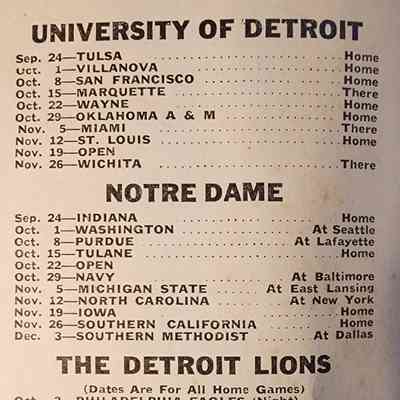 UNIVERSITY OF DETROIT
Sep. 24—TULSA ........ Home
Oct. 1—VILLANOVA ........ Home
Oct. 8—SAN FRANCISCO ........ Home
Oct. 15—MARQUETTE ........ There
Oct. 22—WAYNE ........ Home
Oct. 29—OKLAHOMA A & M ........ Home
Nov. 5—MIAMI ........ There
Nov. 12—ST. LOUIS ........ Home
Nov. 19—OPEN
Nov. 26—WICHITA ........ There
NOTRE DAME
Sep. 24—INDIANA ........ Home
Oct. 1—WASHINGTON ........ At Seattle
Oct. 8—PURDUE ........ At Lafayette
Oct. 15—TULANE ........ Home
Oct. 22—OPEN
Oct. 29—NAVY ........ At Baltimore
Nov. 5—MICHIGAN STATE .... At East Lansing
Nov. 12—NORTH CAROLINA .... At New York
Nov. 19—IOWA ........ Home
Nov. 26—SOUTHERN CALIFORNIA .... Home
Dec. 3—SOUTHERN METHODIST .... At Dallas
THE DETROIT LIONS
(Dates Are For All Home Games)
Oct. 3—PHILADELPHIA EAGLES (Night)